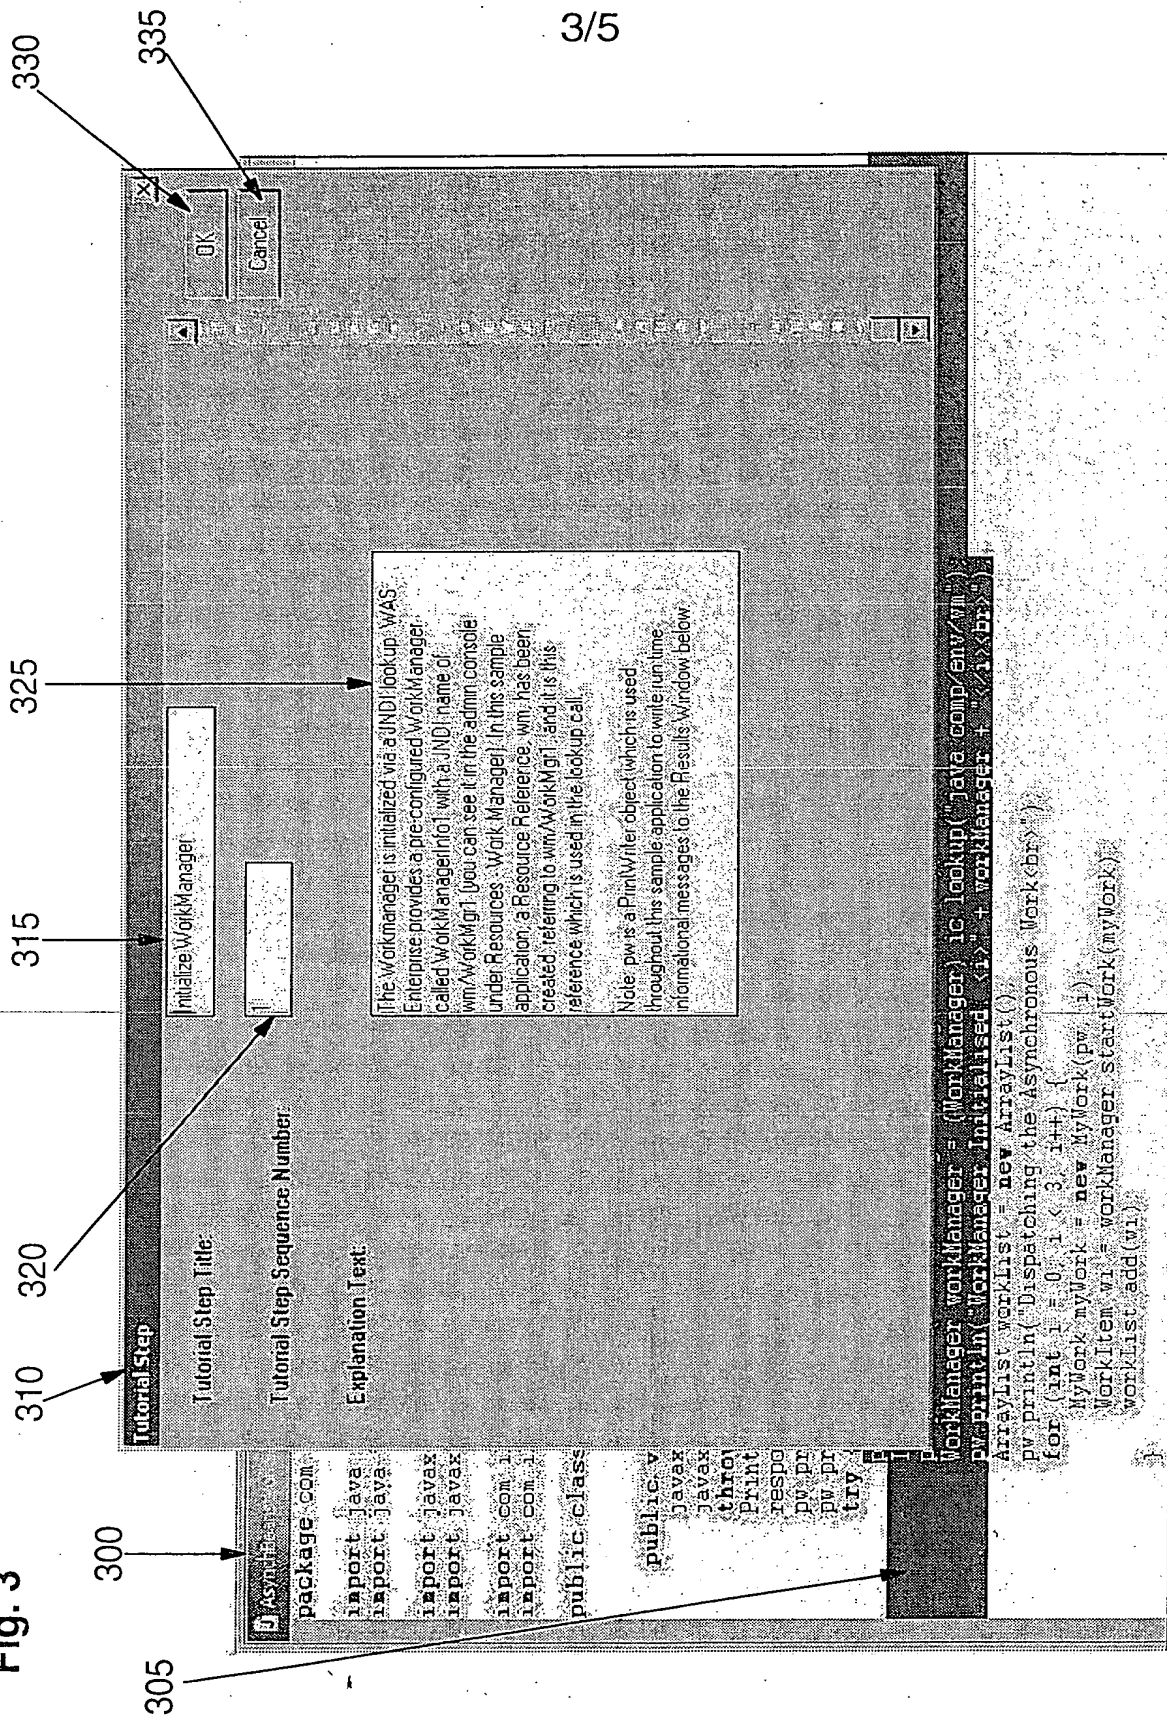 3/5
Fig. 3
300
305
310
315
320
325
330
335
Tutorial Step
Tutorial Step Title:
Initialize WorkManager
OK
Cancel
Tutorial Step Sequence Number:
1
Explanation Text:
The Workmanager is initialized via a JNDI lookup WAS
Enterprise provides a pre-configured WorkManager
called WorkManagerInfo1 with a JNDI name of
wm/WorkMgr1 (you can see it in the admin console
under Resources - Work Manager). In this sample
application a Resource Reference, wm, has been
created, referring to wm/WorkMgr1, and it is this
reference which is used in the lookup call
Note: pw is a PrintWriter object which is used
throughout this sample application to write run time
informational messages to the Results Window below
package com
import java
import java
import javax
import javax
import com.i
import com.i
public class
public v
javax
javax
throw
Print
respo
pw.pr
pw.pr
try
WorkManager workManager = (WorkManager) ic lookup("java comp/env/wm");
pw.println("WorkManager initialised <i>" + workManager + "</i><br>");
ArrayList workList = new ArrayList();
pw println("Dispatching the Asynchronous Work<br>")
for (int i = 0; i < 3; i++) {
MyWork myWork = new MyWork(pw, i);
WorkItem wi = workManager startWork(myWork);
workList add(wi)
}